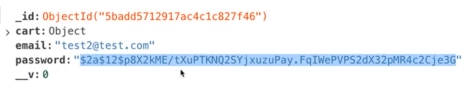 _id: ObjectId("5badd5712917ac4c1c827f46")
> cart: Object
email: "test2@test.com"
password: "$2a$12$p8X2kME/tXuPTKNQ2SYjxuzuPay.FqIWePVPS2dX32pMR4c2Cje3G"
__v: 0